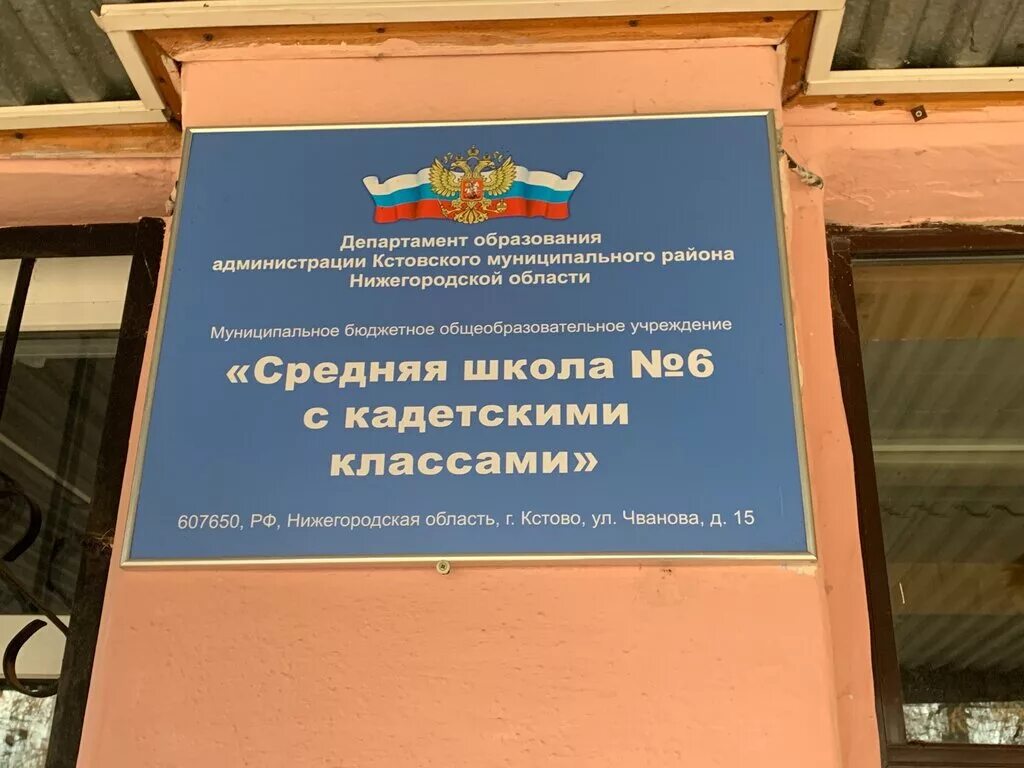 Департамент образования
администрации Кстовского муниципального района
Нижегородской области
Муниципальное бюджетное общеобразовательное учреждение
«Средняя школа №6
с кадетскими
классами»
607650, РФ, Нижегородская область, г. Кстово, ул. Чванова, д. 15